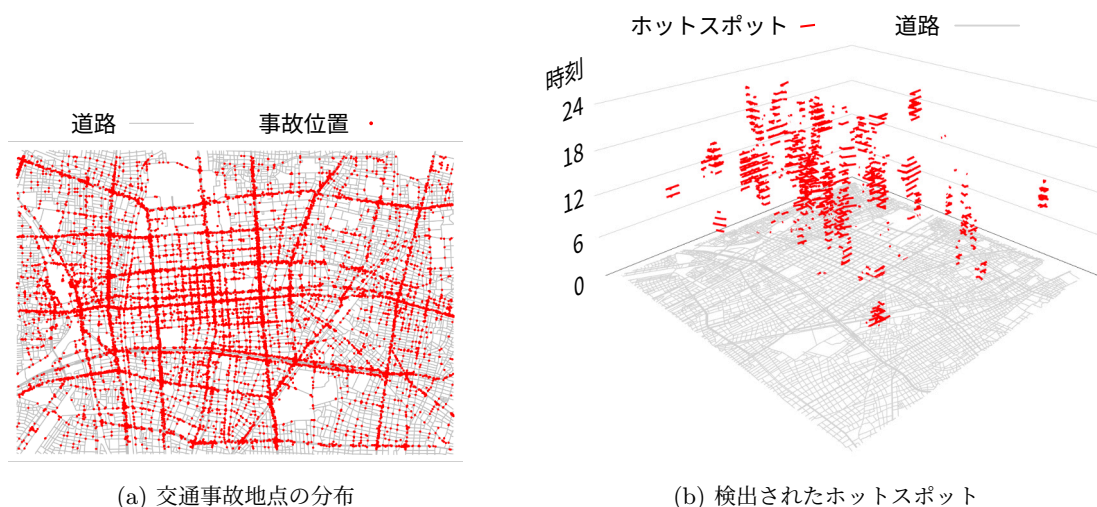 道路
事故位置
(a) 交通事故地点の分布
ホットスポット
道路
時刻
24
18
12
6
0
(b) 検出されたホットスポット